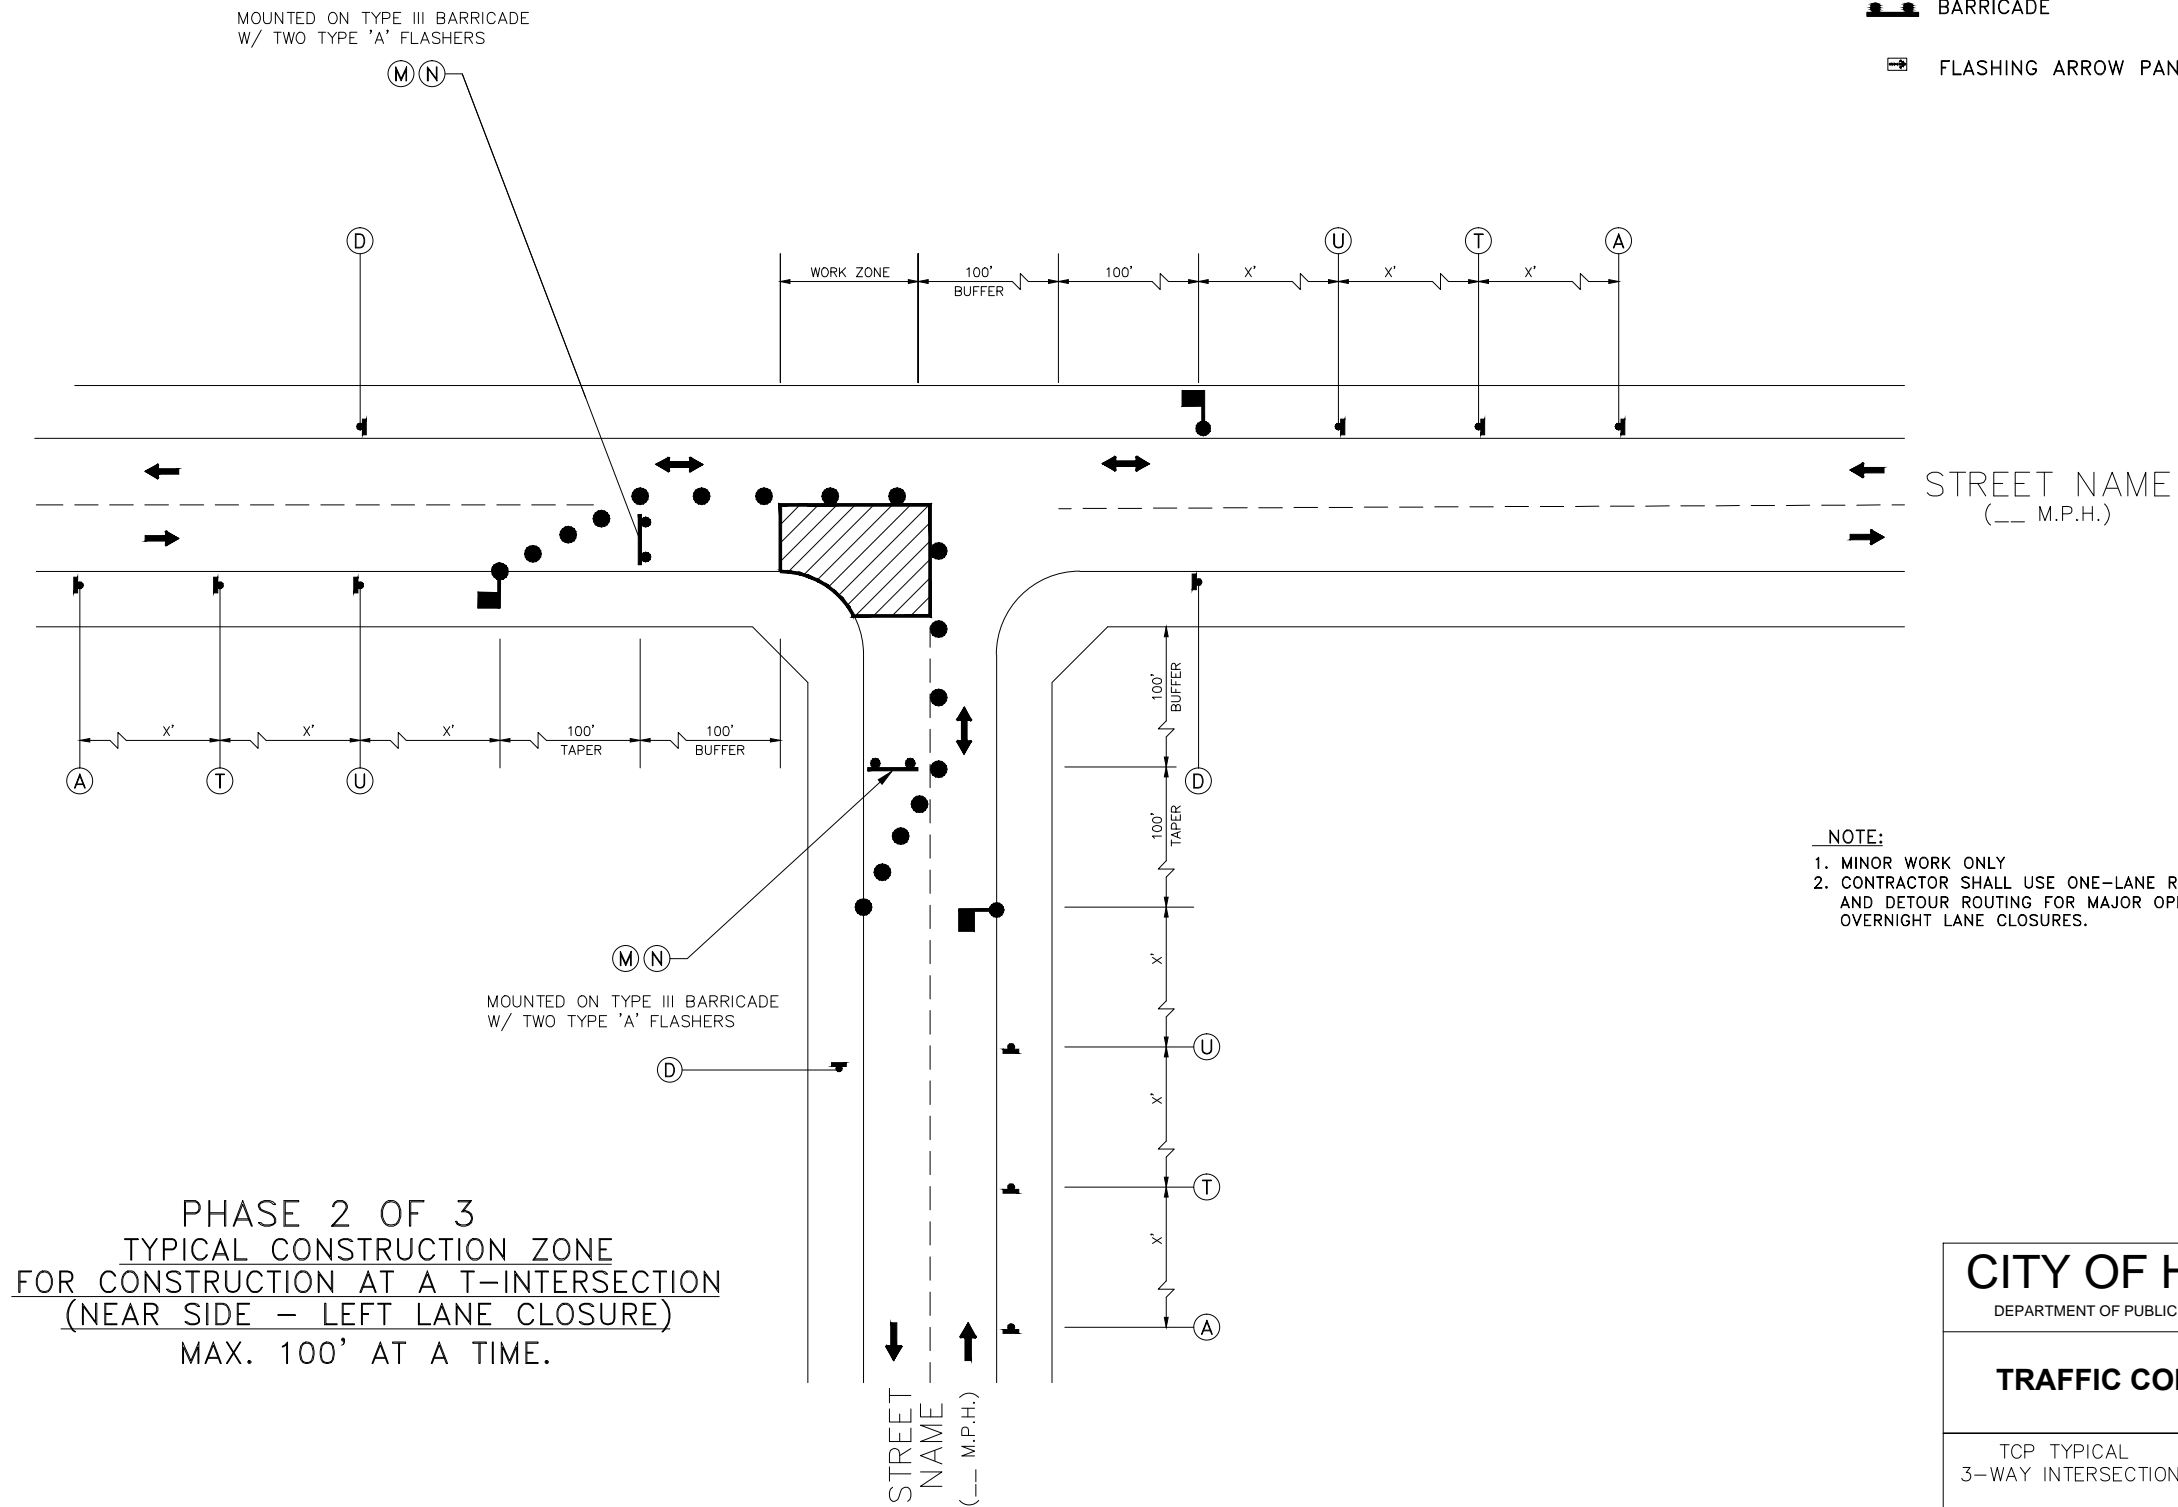 MOUNTED ON TYPE III BARRICADE
W/ TWO TYPE 'A' FLASHERS
M N
BARRICADE
FLASHING ARROW
D
U
T
A
WORK ZONE
100'
BUFFER
100'
X'
X'
X'
STREET NAME
(__ M.P.H.)
X'
X'
X'
100'
TAPER
100'
BUFFER
A
T
U
100'
BUFFER
D
100'
TAPER
NOTE:
1. MINOR WORK ONLY
2. CONTRACTOR SHALL USE ONE-LANE
AND DETOUR ROUTING FOR MAJOR
OVERNIGHT LANE CLOSURES.
M N
MOUNTED ON TYPE III BARRICADE
W/ TWO TYPE 'A' FLASHERS
D
X'
U
X'
T
X'
A
PHASE 2 OF 3
TYPICAL CONSTRUCTION ZONE
FOR CONSTRUCTION AT A T-INTERSECTION
(NEAR SIDE - LEFT LANE CLOSURE)
MAX. 100' AT A TIME.
STREET
NAME
(__ M.P.H.)
CITY OF
DEPARTMENT OF PUBLIC
TRAFFIC
TCP TYPICAL
3-WAY INTERSECTION